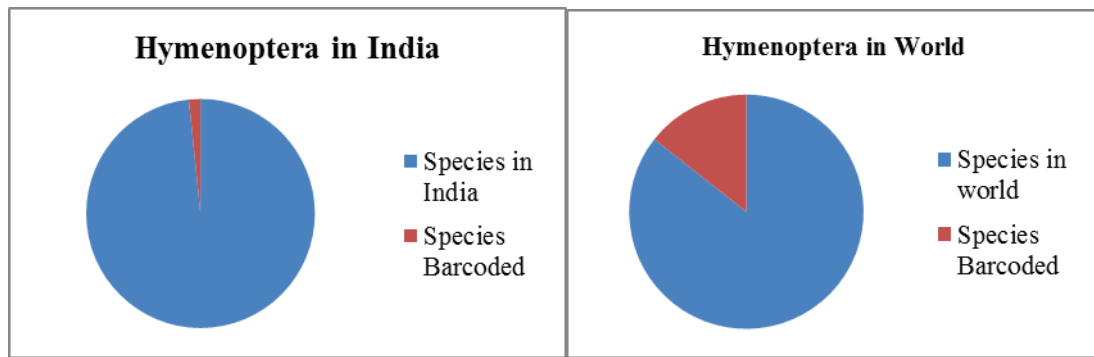 Hymenoptera in India
Species in
India
Species
Barcoded
Hymenoptera in World
Species in
world
Species
Barcoded